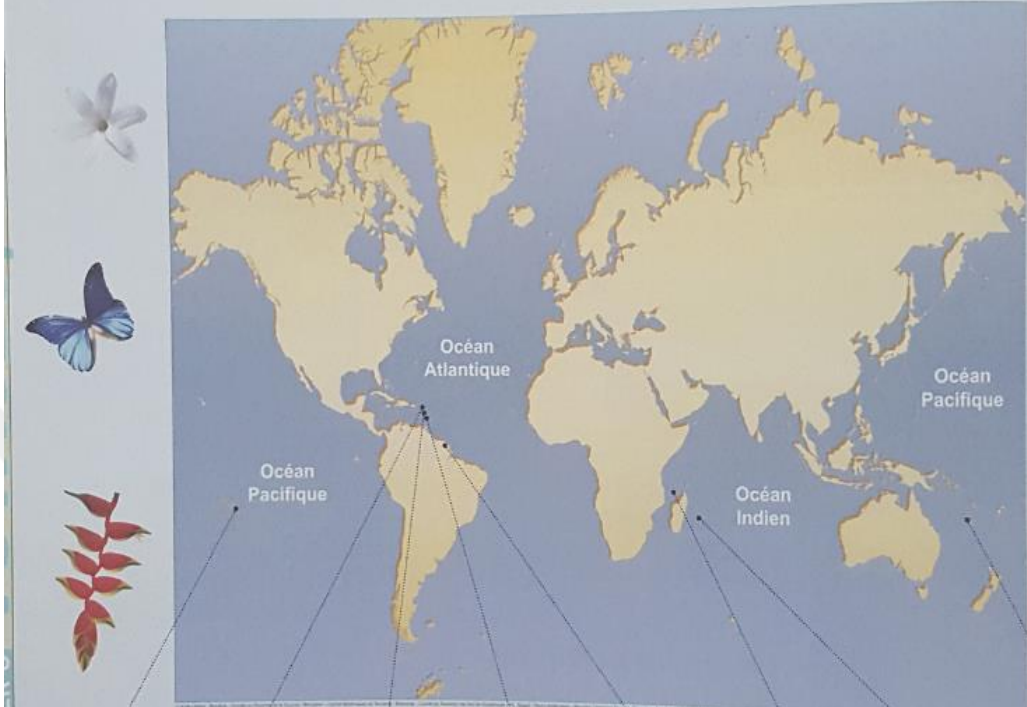 Océan
Atlantique
Océan
Pacifique
Océan
Pacifique
Océan
Indien